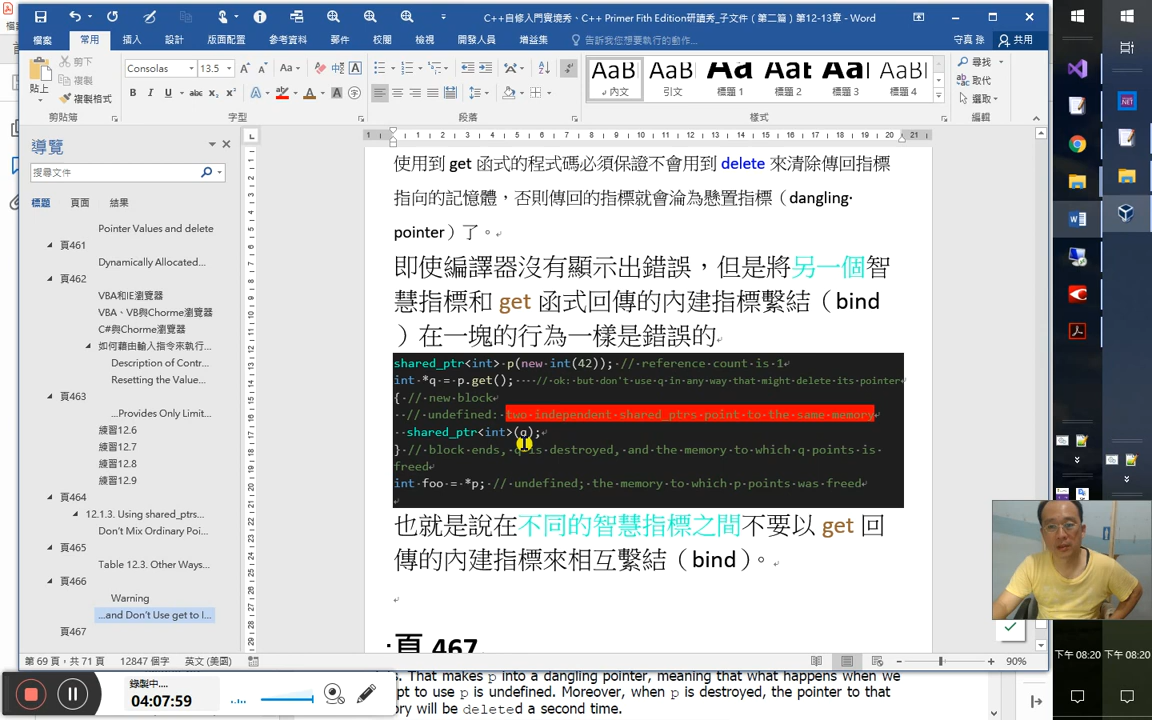 C++自修入門實境秀、C++ Primer Fifth Edition研讀秀_子文件（第二篇）第12-13章 - Word
檔案
常用
插入
設計
版面配置
參考資料
郵件
校閱
檢視
開發人員
增益集
告訴我您想要執行的動作...
守真 孫
共用
貼上
剪下
複製
複製格式
剪貼簿
Consolas
13.5
字型
段落
AaB
內文
AaB
引文
Aa
標題 1
Aat
標題 2
Aal
標題 3
AaBl
標題 4
樣式
尋找
取代
選取
編輯
導覽
搜尋文件
標題
頁面
結果
Pointer Values and delete
頁461
Dynamically Allocated...
頁462
VBA和IE瀏覽器
VBA、VB與Chorme瀏覽器
C#與Chorme瀏覽器
如何藉由輸入指令來執行...
Description of Contr...
Resetting the Value...
頁463
...Provides Only Limit...
練習12.6
練習12.7
練習12.8
練習12.9
頁464
12.1.3. Using shared_ptrs...
Don't Mix Ordinary Poi...
頁465
Table 12.3. Other Ways...
頁466
Warning
...and Don't Use get to I...
頁467
使用到 get 函式的程式碼必須保證不會用到 delete 來清除傳回指標
指向的記憶體，否則傳回的指標就會淪為懸置指標（dangling
pointer）了。
即使編譯器沒有顯示出錯誤，但是將另一個智
慧指標和 get 函式回傳的內建指標繫結（bind
）在一塊的行為一樣是錯誤的
shared_ptr<int> p(new int(42)); // reference count is 1
int *q = p.get(); // ok: but don't use q in any way that might delete its pointer
{ // new block
// undefined: two independent shared_ptrs point to the same memory
shared_ptr<int>(q);
} // block ends, q is destroyed, and the memory to which q points is
freed
int foo = *p; // undefined; the memory to which p points was freed
也就是說在不同的智慧指標之間不要以 get 回
傳的內建指標來相互繫結（bind）。
頁 467
第 69 頁，共 71 頁
12847 個字
英文 (美國)
90%
錄製中....
04:07:59
s. That makes p into a dangling pointer, meaning that what happens when we
pt to use p is undefined. Moreover, when p is destroyed, the pointer to that
ory will be deleted a second time.
下午 08:20
下午 08:20